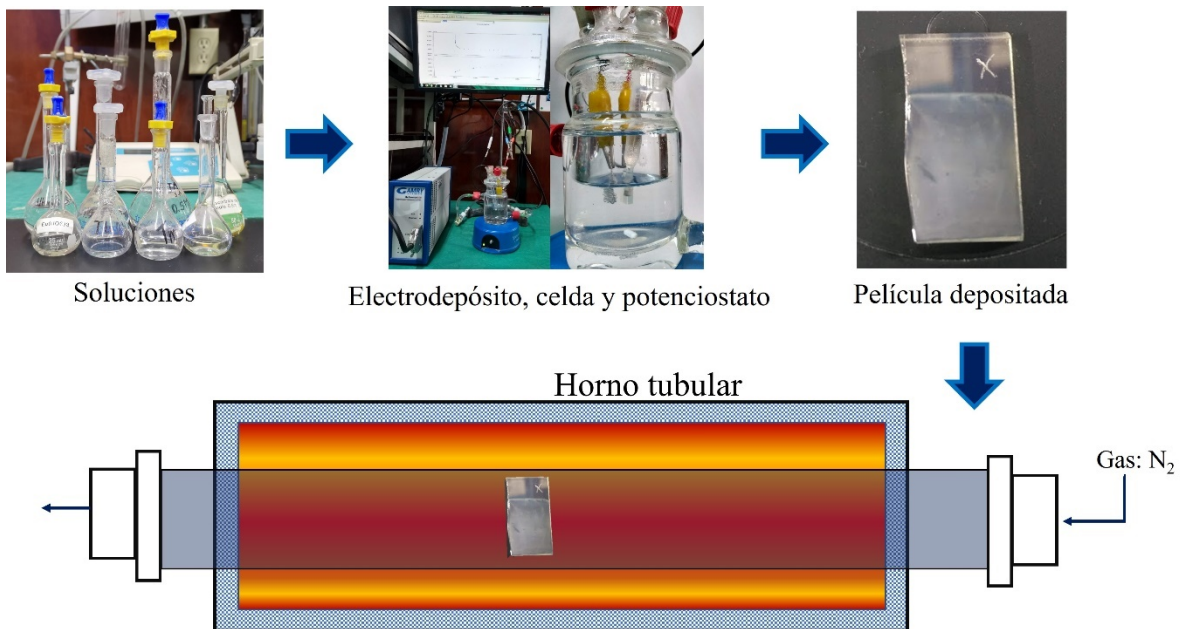 Soluciones
Electrodepósito, celda y potenciostato
Película depositada
Horno tubular
Gas: N₂